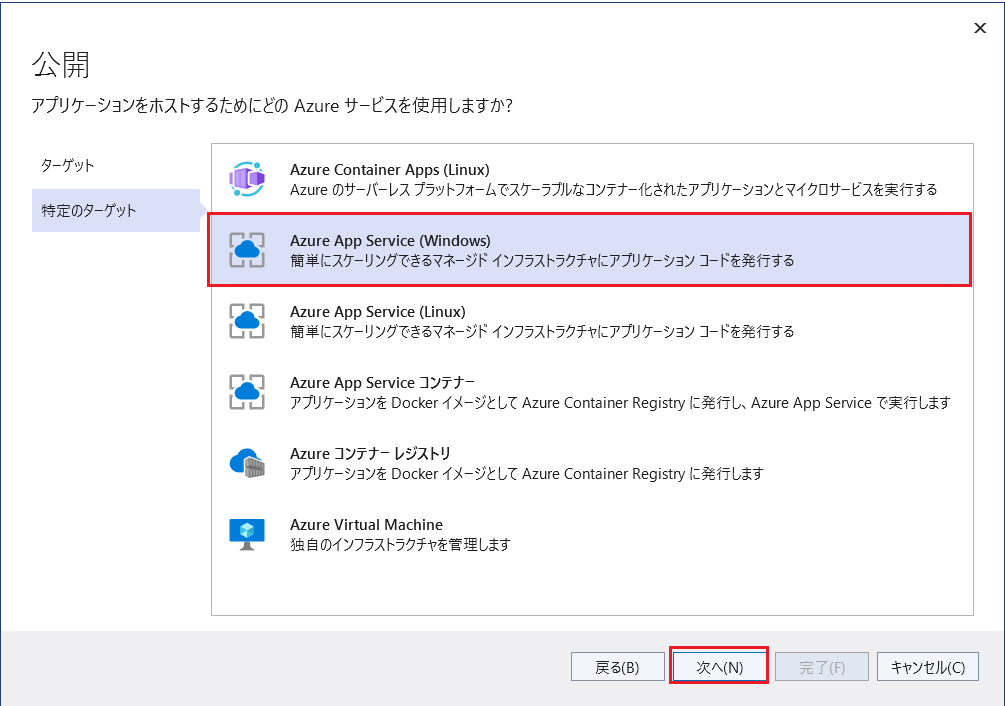 公開
アプリケーションをホストするためにどの Azure サービスを使用しますか?
ターゲット
特定のターゲット
Azure Container Apps (Linux)
Azure のサーバーレス プラットフォームでスケーラブルなコンテナー化されたアプリケーションとマイクロサービスを実行する
Azure App Service (Windows)
簡単にスケーリングできるマネージド インフラストラクチャにアプリケーション コードを発行する
Azure App Service (Linux)
簡単にスケーリングできるマネージド インフラストラクチャにアプリケーション コードを発行する
Azure App Service コンテナー
アプリケーションを Docker イメージとして Azure Container Registry に発行し、Azure App Service で実行します
Azure コンテナー レジストリ
アプリケーションを Docker イメージとして Azure Container Registry に発行します
Azure Virtual Machine
独自のインフラストラクチャを管理します
戻る(B)
次へ(N)
完了(F)
キャンセル(C)